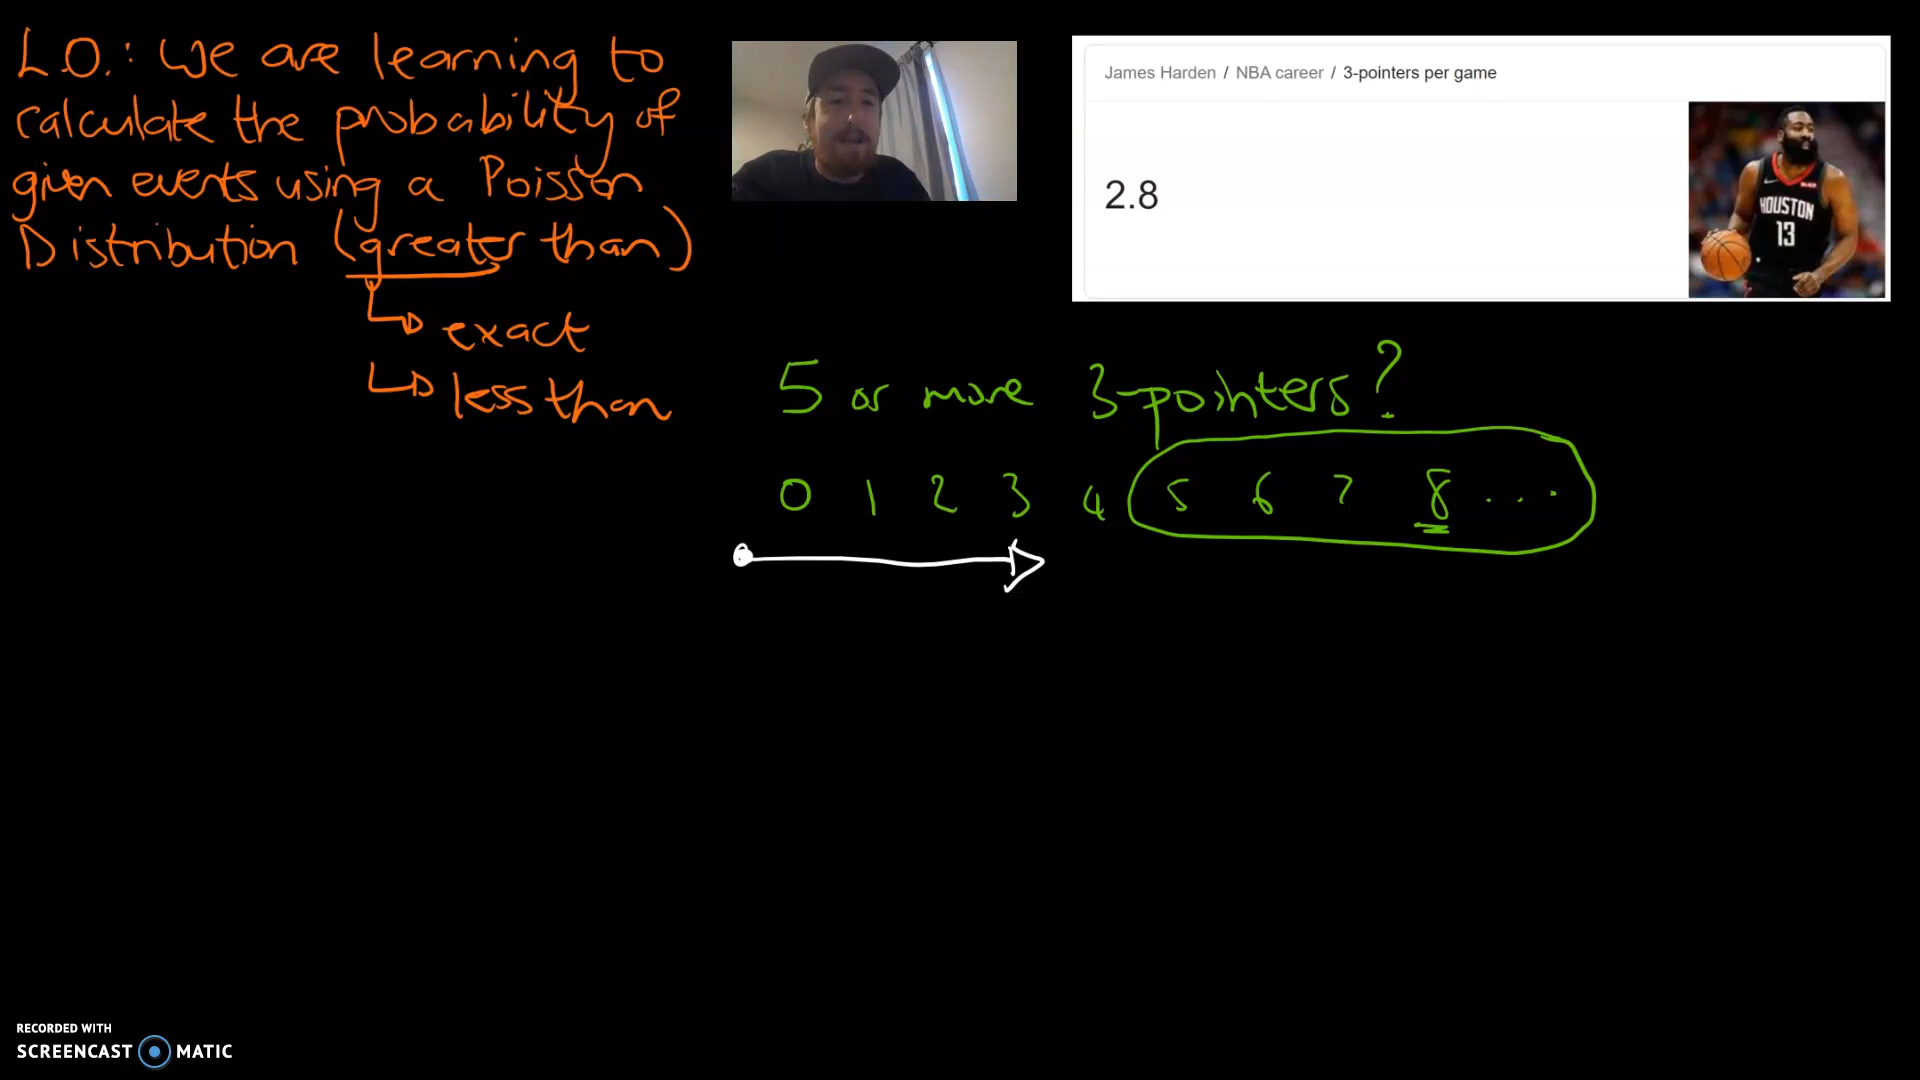 L.O.: We are learning to
calculate the probability of
given events using a Poisson
Distribution (greater than)
exact
less than
James Harden / NBA career / 3-pointers per game
2.8
HOUSTON
13
5 or more 3-pointers?
0 1 2 3 4 5 6 7 8 ...
RECORDED WITH
SCREENCAST MATIC